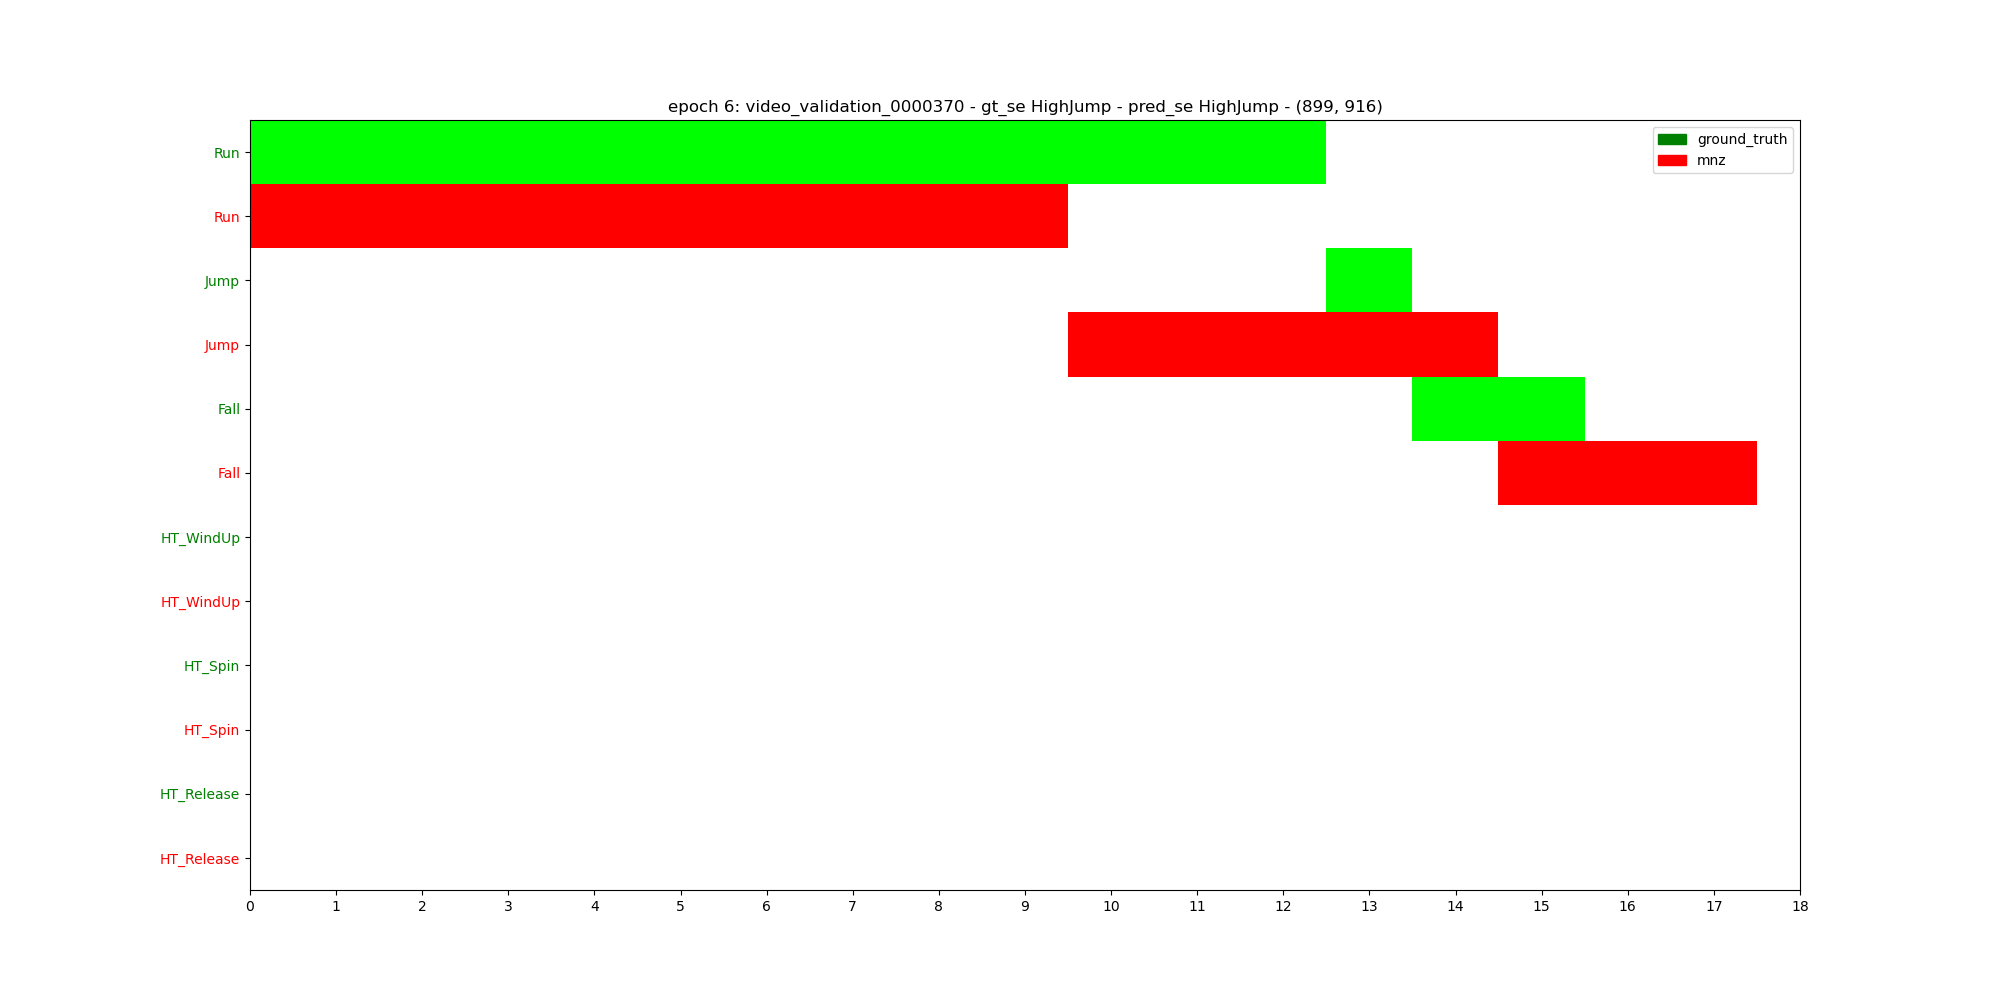 epoch 6: video_validation_0000370 - gt_se HighJump - pred_se HighJump - (899, 916)
ground_truth
mnz
Run
Run
Jump
Jump
Fall
Fall
HT_WindUp
HT_WindUp
HT_Spin
HT_Spin
HT_Release
HT_Release
0 1 2 3 4 5 6 7 8 9 10 11 12 13 14 15 16 17 18